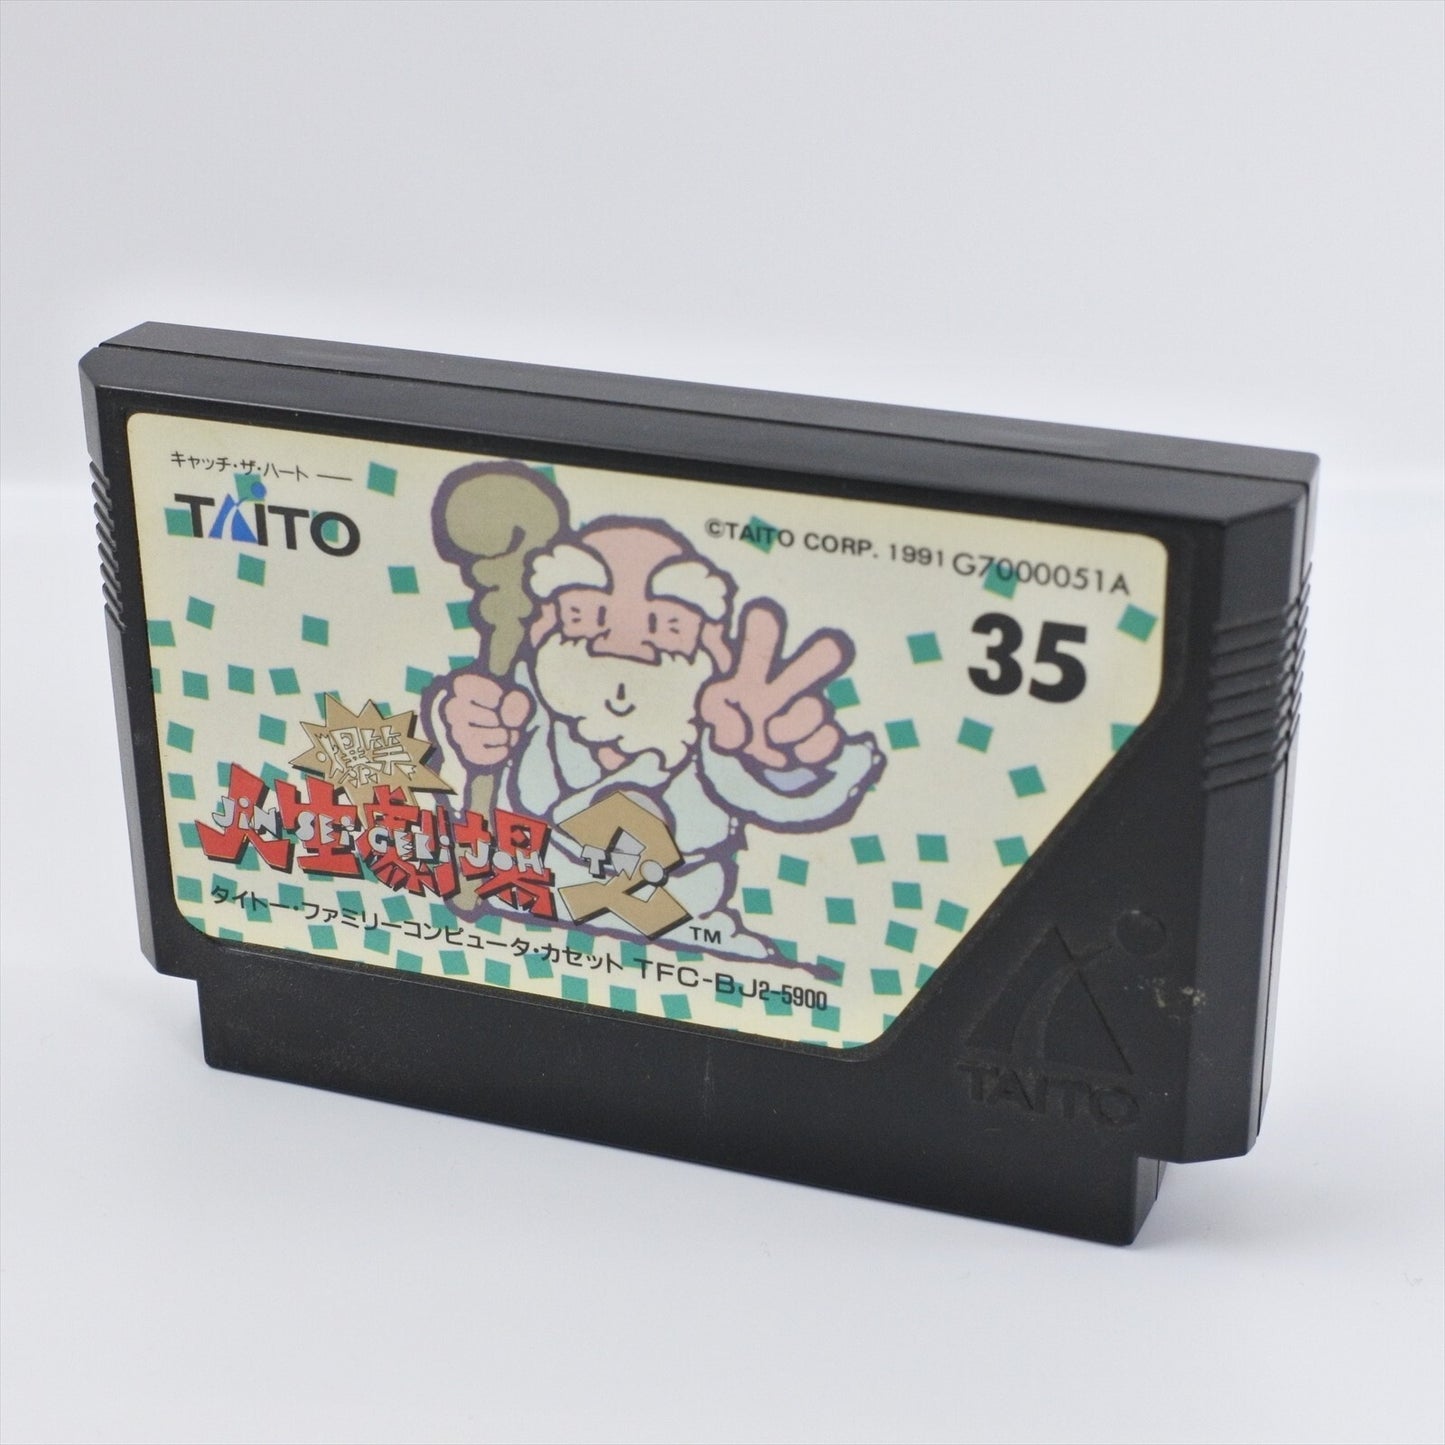 キャッチ・ザ・ハート
TAITO
©TAITO CORP. 1991 G7000051A
35
爆笑
人生劇場2
JIN SEI GEKI JOH TWO
TM
タイトー・ファミリーコンピュータ・カセット TFC-BJ2-5900
TAITO